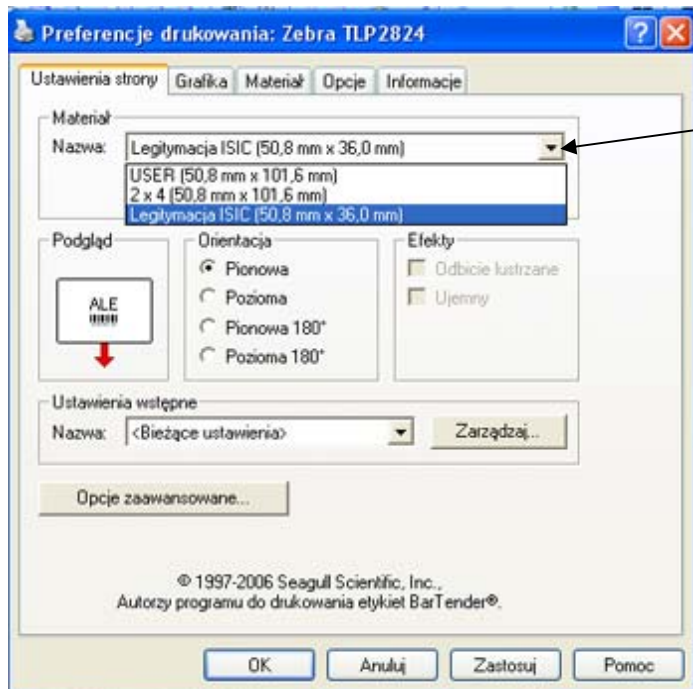 Preferencje drukowania: Zebra TLP2824
Ustawienia strony Grafika Materiał Opcje Informacje
Materiał
Nazwa: Legitymacja ISIC (50,8 mm x 36,0 mm)
USER (50,8 mm x 101,6 mm)
2 x 4 (50,8 mm x 101,6 mm)
Legitymacja ISIC (50,8 mm x 36,0 mm)
Podgląd
ALE
Orientacja
Pionowa
Pozioma
Pionowa 180°
Pozioma 180°
Efekty
Odbicie lustrzane
Ujemny
Ustawienia wstępne
Nazwa: <Bieżące ustawienia> Zarządzaj...
Opcje zaawansowane...
© 1997-2006 Seagull Scientific, Inc.,
Autorzy programu do drukowania etykiet BarTender®.
OK Anuluj Zastosuj Pomoc